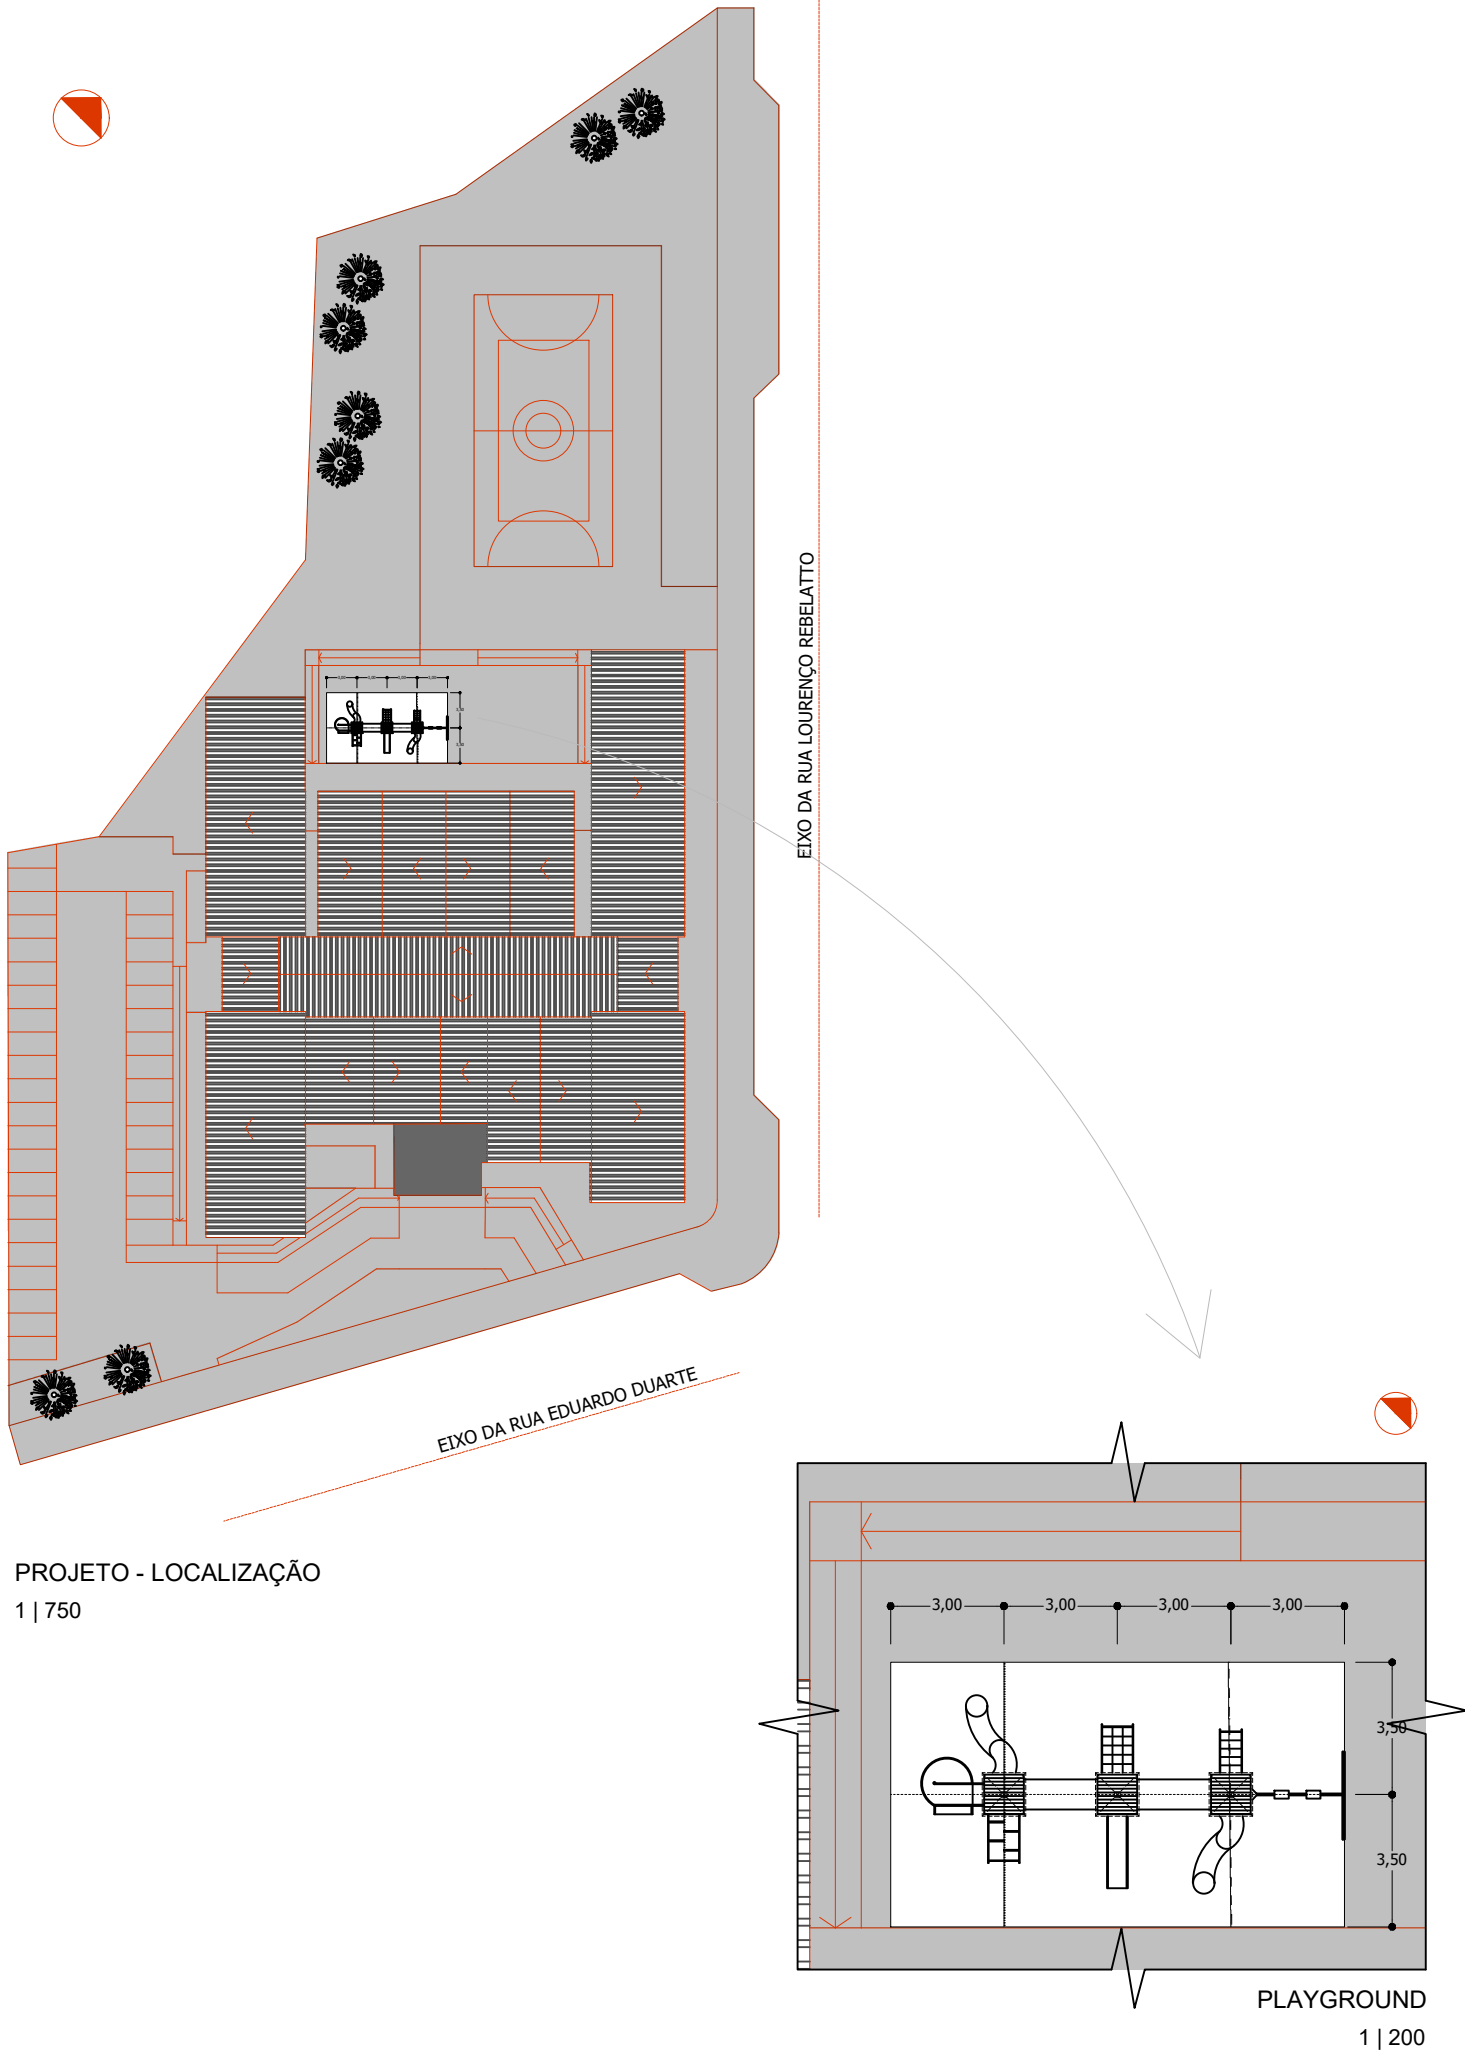 EIXO DA RUA LOURENÇO REBELATTO
EIXO DA RUA EDUARDO DUARTE
PROJETO - LOCALIZAÇÃO
1 | 750
3,00 3,00 3,00 3,00
3,50
3,50
PLAYGROUND
1 | 200